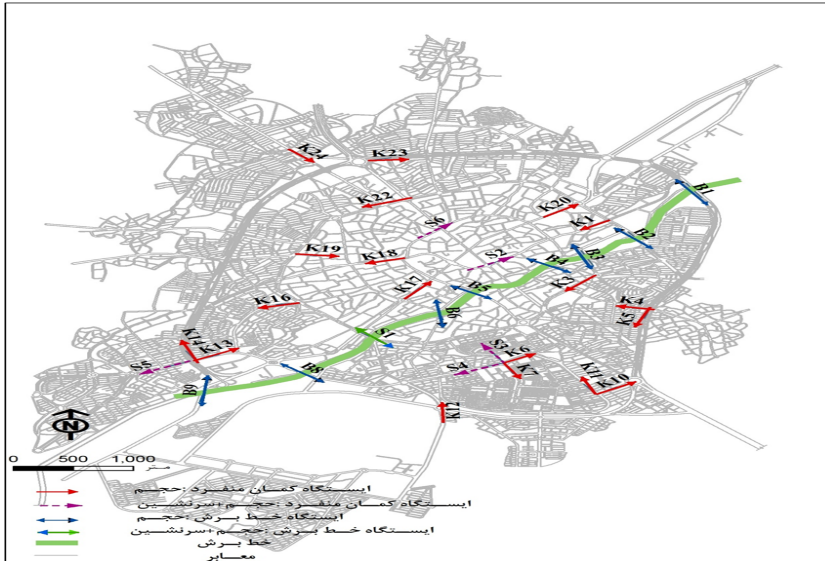 K24
K23
B1
K22
K20
K1
S6
B2
K19
K18
S2
B4
B3
K17
K3
B5
K16
B6
K4
K5
S1
K14
K13
S3
K6
S5
S4
K7
K11
K10
B8
B9
K12
N
0 500 1,000
متر
ایستگاه کمان منفرد :حجم
ایستگاه کمان منفرد :حجم+سرنشین
ایستگاه خط برش :حجم
ایستگاه خط برش :حجم+سرنشین
خط برش
معابر